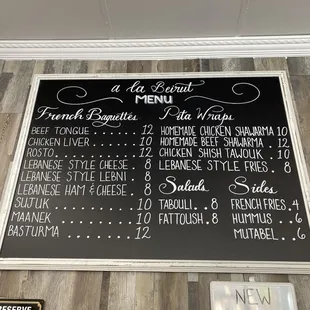 a la Beirut
MENU
French Baguettes
BEEF TONGUE . . . . . . . 12
CHICKEN LIVER . . . . . . 10
ROSTO . . . . . . . . . . . 12
LEBANESE STYLE CHEESE . 8
LEBANESE STYLE LEBNI . . 8
LEBANESE HAM & CHEESE . 8
SUJUK . . . . . . . . . . . 10
MAANEK . . . . . . . . . . 10
BASTURMA . . . . . . . . . 12
Pita Wraps
HOMEMADE CHICKEN SHAWARMA 10
HOMEMADE BEEF SHAWARMA . . 12
CHICKEN SHISH TAWOUK . . . 10
LEBANESE STYLE FRIES . . . . 8
Salads
TABOULI . . 8
FATTOUSH . . 8
Sides
FRENCH FRIES . 4
HUMMUS . . 6
MUTABEL . . 6
RESERVE
NEW